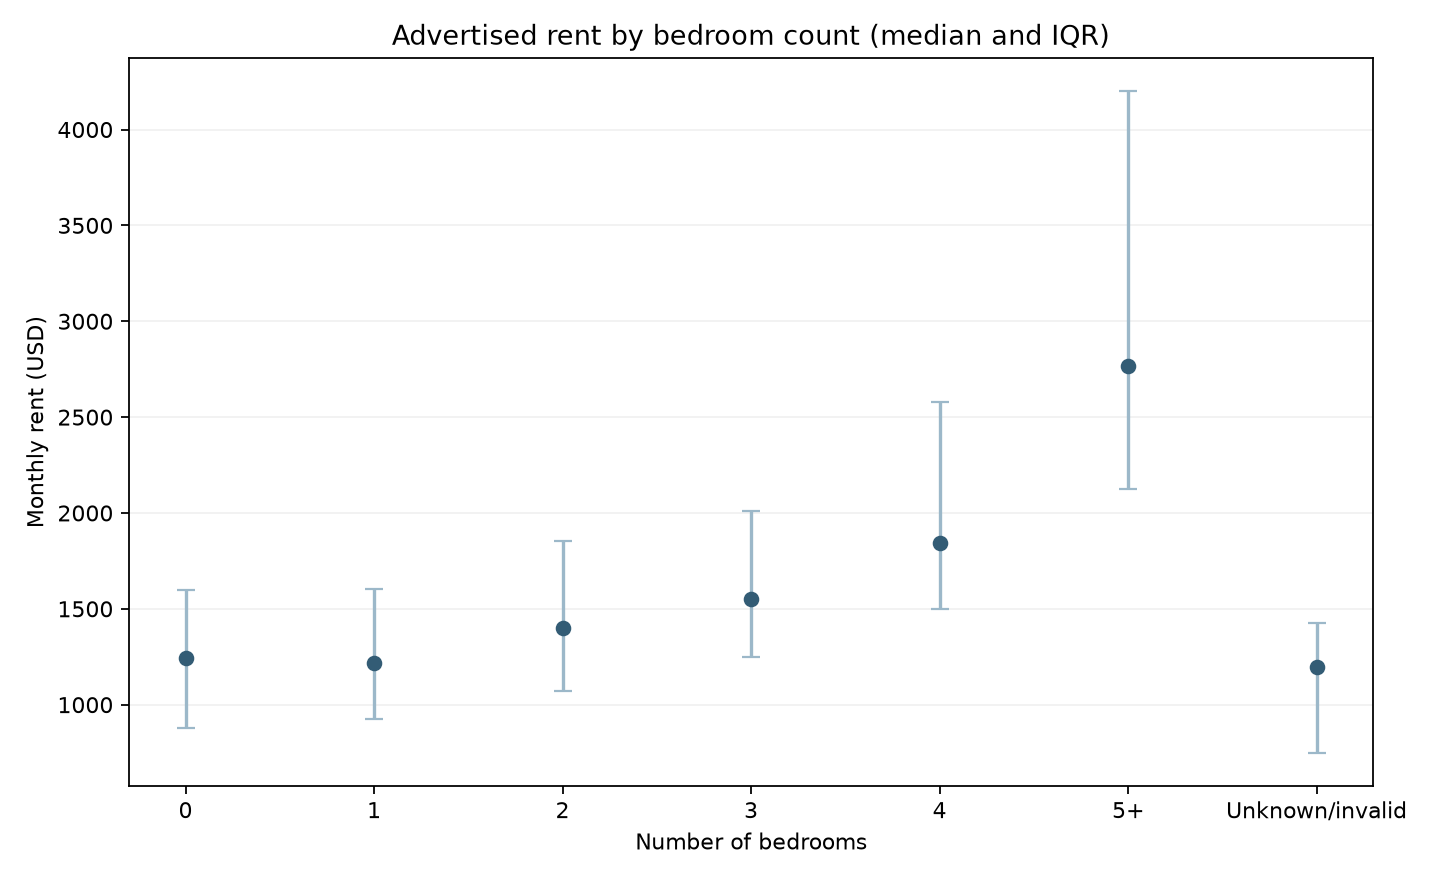 Advertised rent by bedroom count (median and IQR)
Monthly rent (USD)
4000
3500
3000
2500
2000
1500
1000
0 1 2 3 4 5+ Unknown/invalid
Number of bedrooms